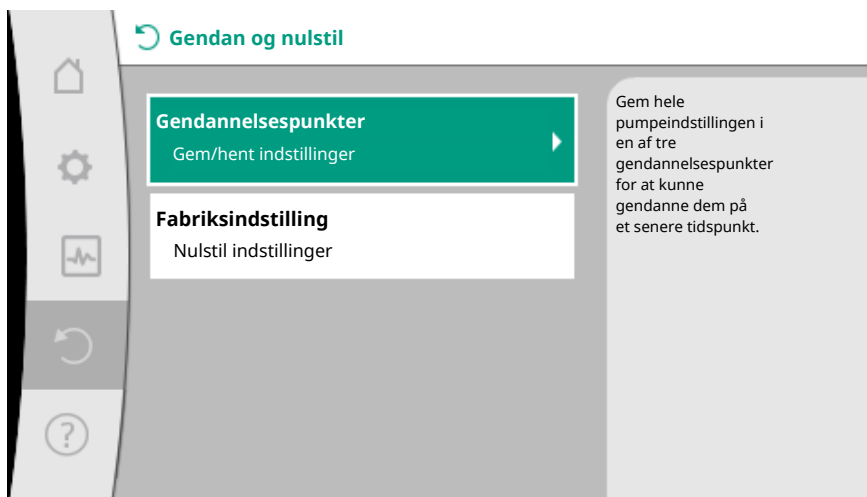 Gendan og nulstil
Gendannelsespunkter
Gem/hent indstillinger
Fabriksindstilling
Nulstil indstillinger
Gem hele
pumpeindstillingen i
en af tre
gendannelsespunkter
for at kunne
gendanne dem på
et senere tidspunkt.
?